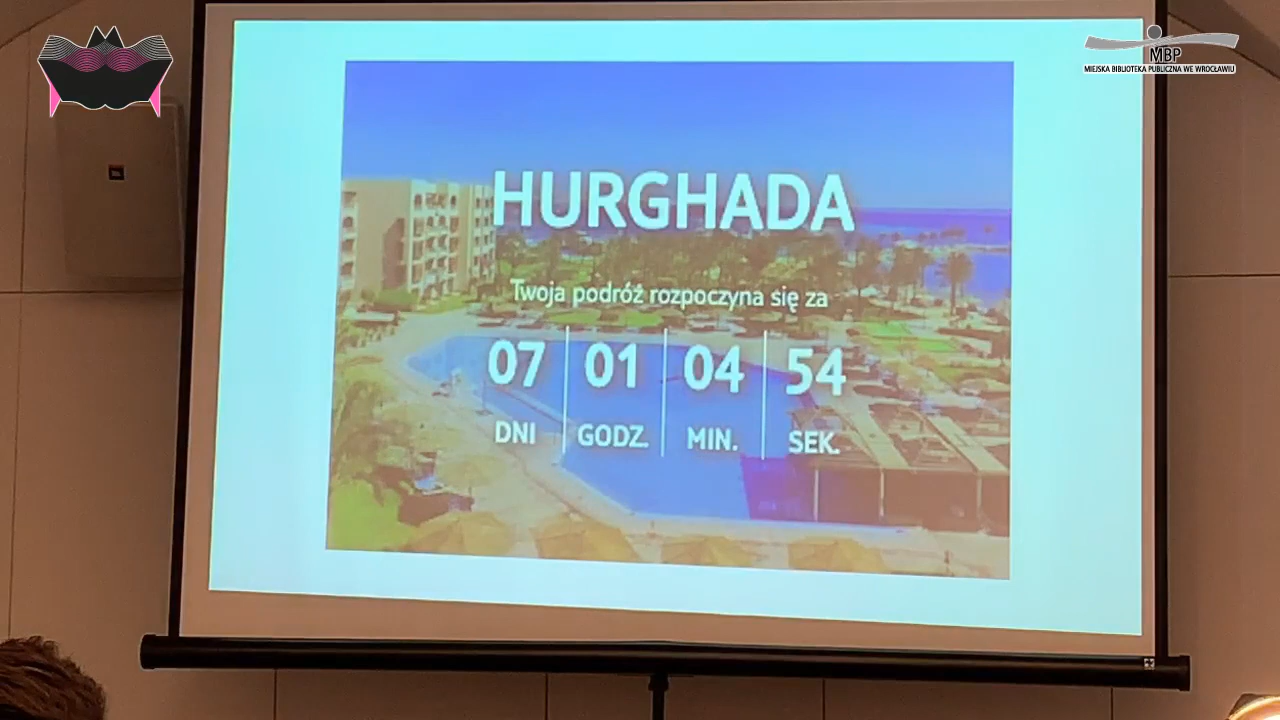 MBP
MIEJSKA BIBLIOTEKA PUBLICZNA WE WROCŁAWIU
HURGHADA
Twoja podróż rozpoczyna się za
07 01 04 54
DNI GODZ. MIN. SEK.